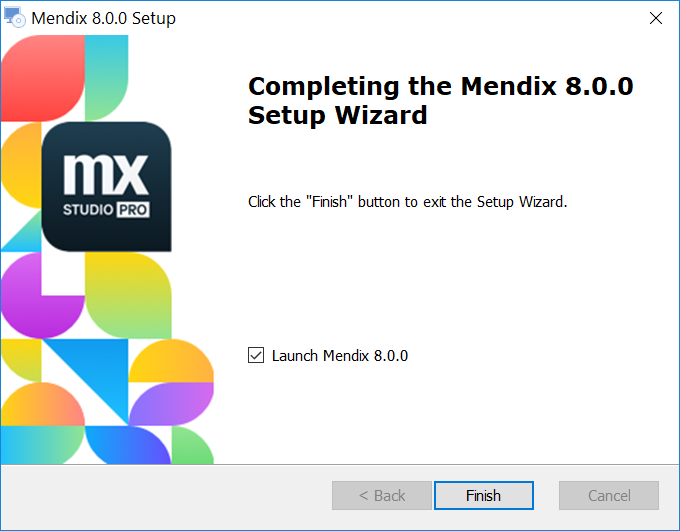 Mendix 8.0.0 Setup
Completing the Mendix 8.0.0
Setup Wizard
mx
STUDIO PRO
Click the "Finish" button to exit the Setup Wizard.
Launch Mendix 8.0.0
< Back
Finish
Cancel